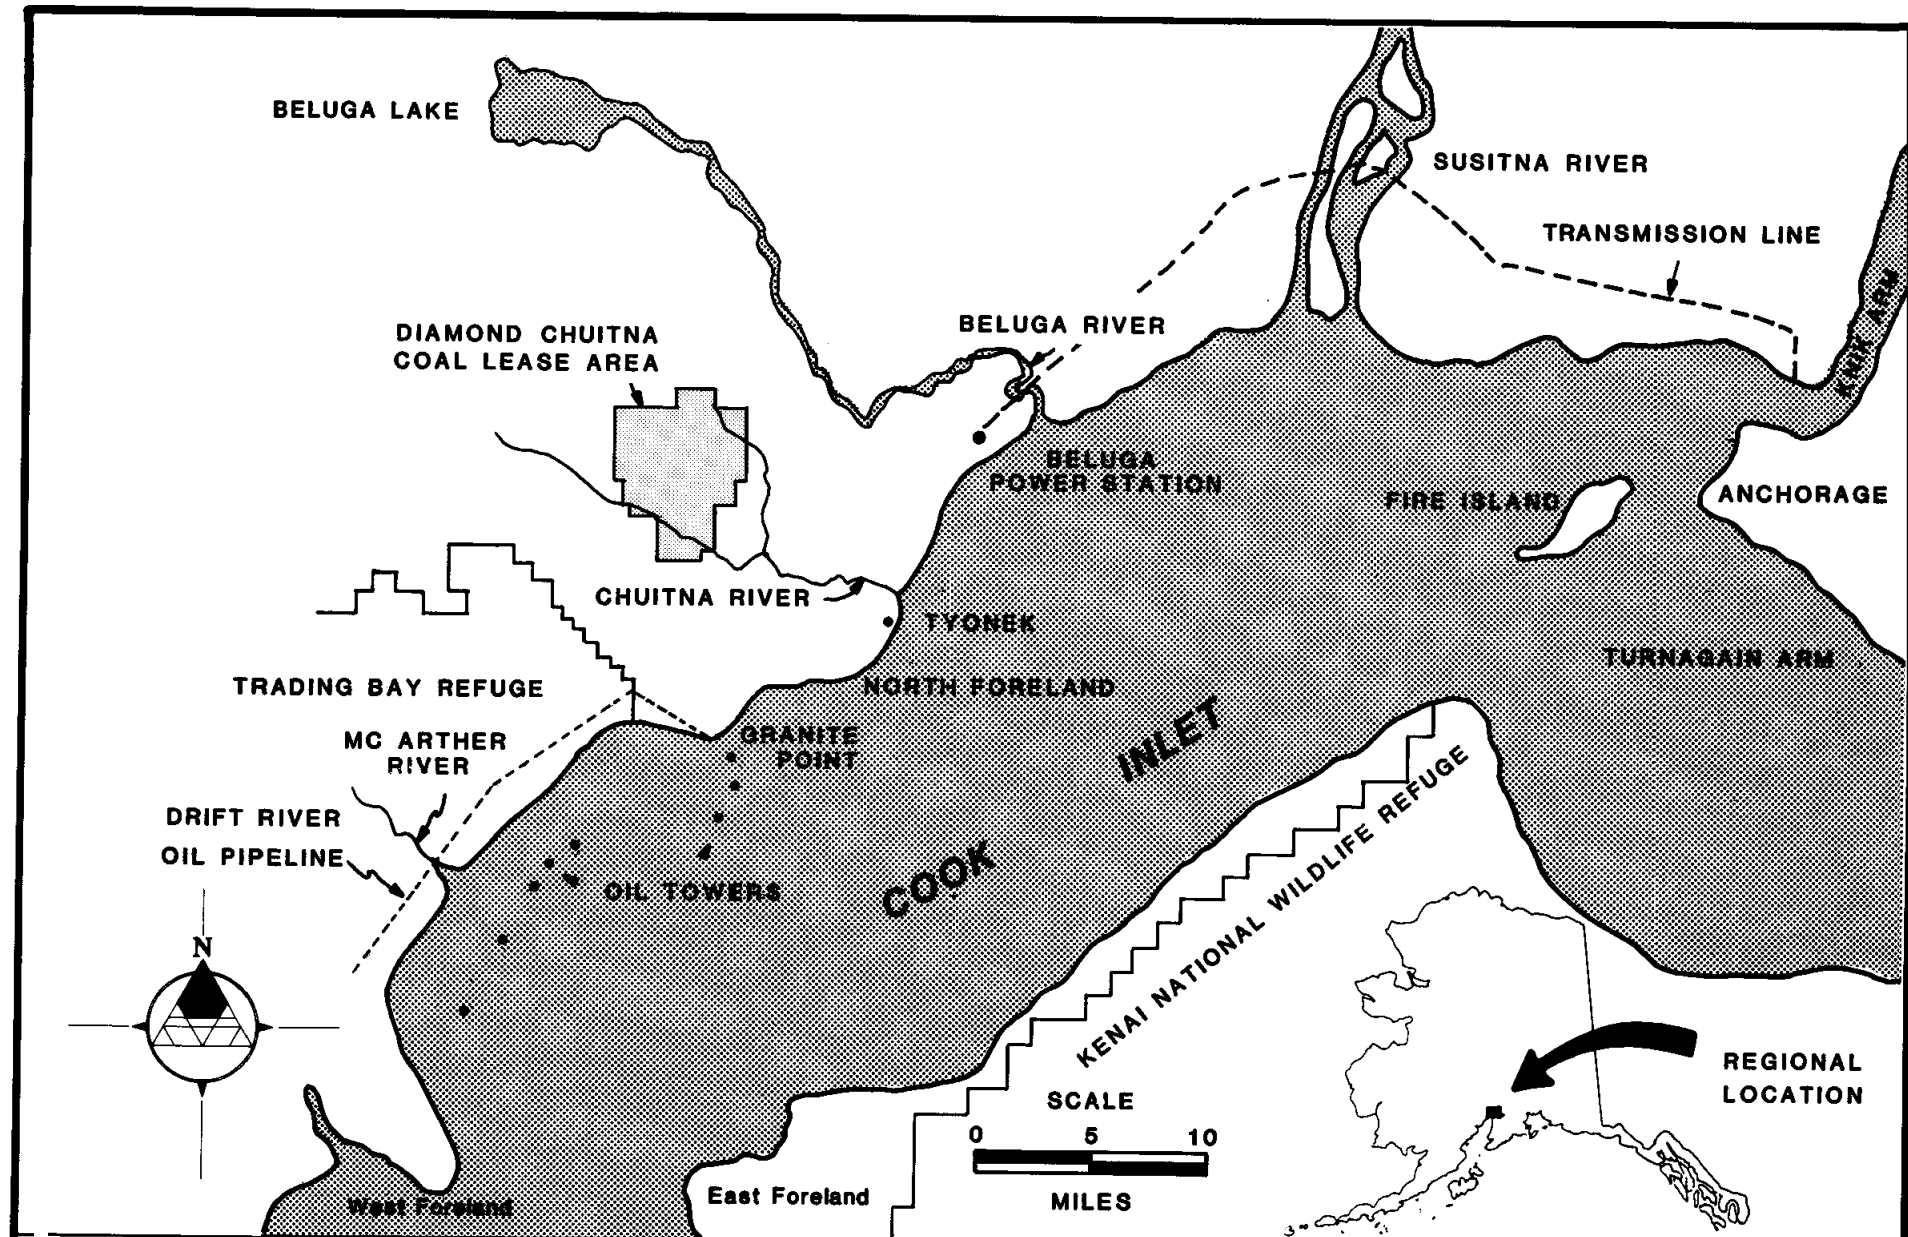 BELUGA LAKE
SUSITNA RIVER
TRANSMISSION LINE
KNIK ARM
BELUGA RIVER
DIAMOND CHUITNA
COAL LEASE AREA
BELUGA
POWER STATION
FIRE ISLAND
ANCHORAGE
CHUITNA RIVER
TYONEK
TURNAGAIN ARM
TRADING BAY REFUGE
NORTH FORELAND
GRANITE
POINT
MC ARTHER
RIVER
COOK INLET
DRIFT RIVER
OIL PIPELINE
OIL TOWERS
KENAI NATIONAL WILDLIFE REFUGE
N
REGIONAL
LOCATION
SCALE
0 5 10
MILES
West Foreland
East Foreland